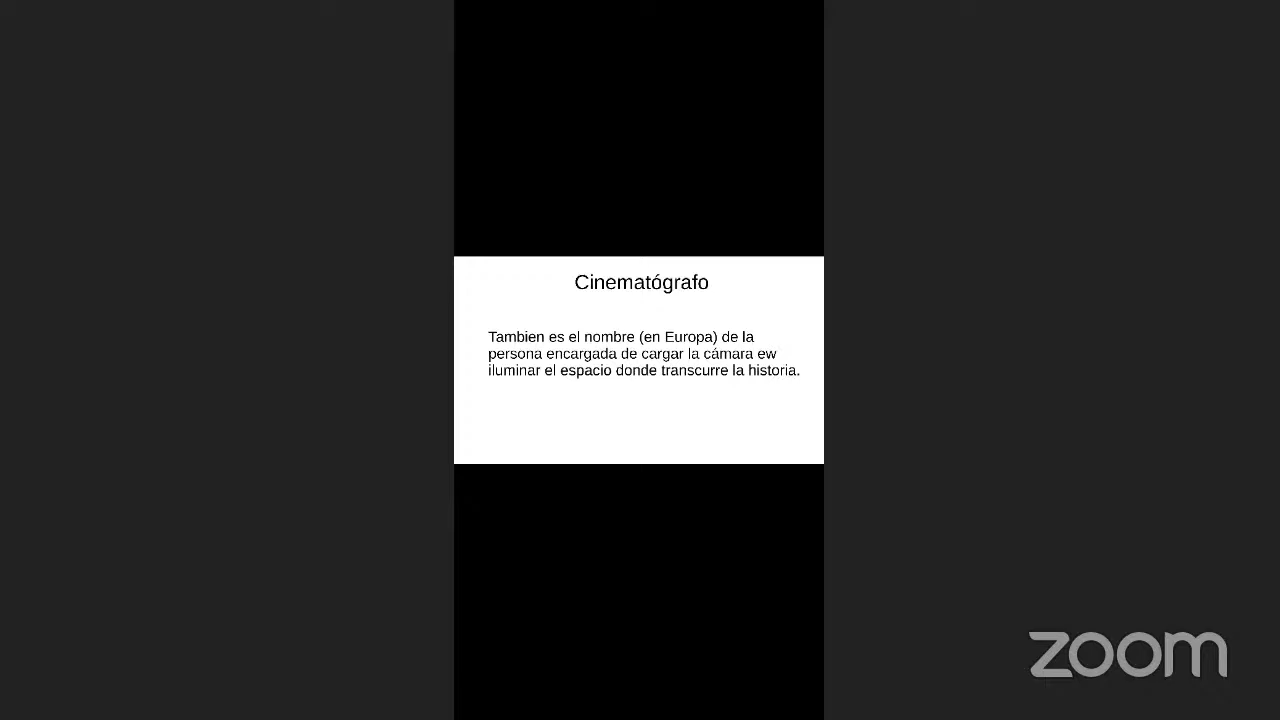 Cinematógrafo
Tambien es el nombre (en Europa) de la
persona encargada de cargar la cámara ew
iluminar el espacio donde transcurre la historia.
zoom